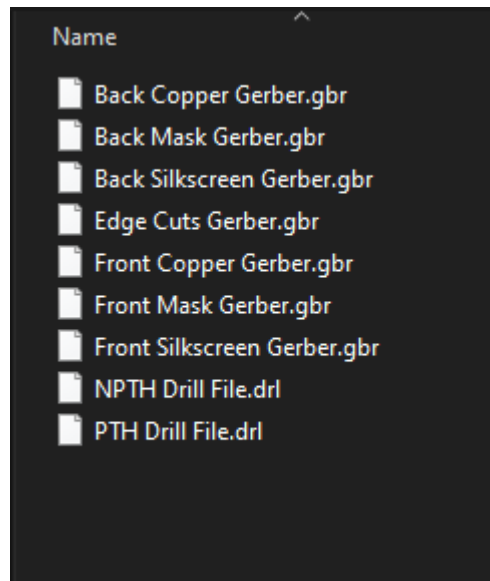 Name
Back Copper Gerber.gbr
Back Mask Gerber.gbr
Back Silkscreen Gerber.gbr
Edge Cuts Gerber.gbr
Front Copper Gerber.gbr
Front Mask Gerber.gbr
Front Silkscreen Gerber.gbr
NPTH Drill File.drl
PTH Drill File.drl